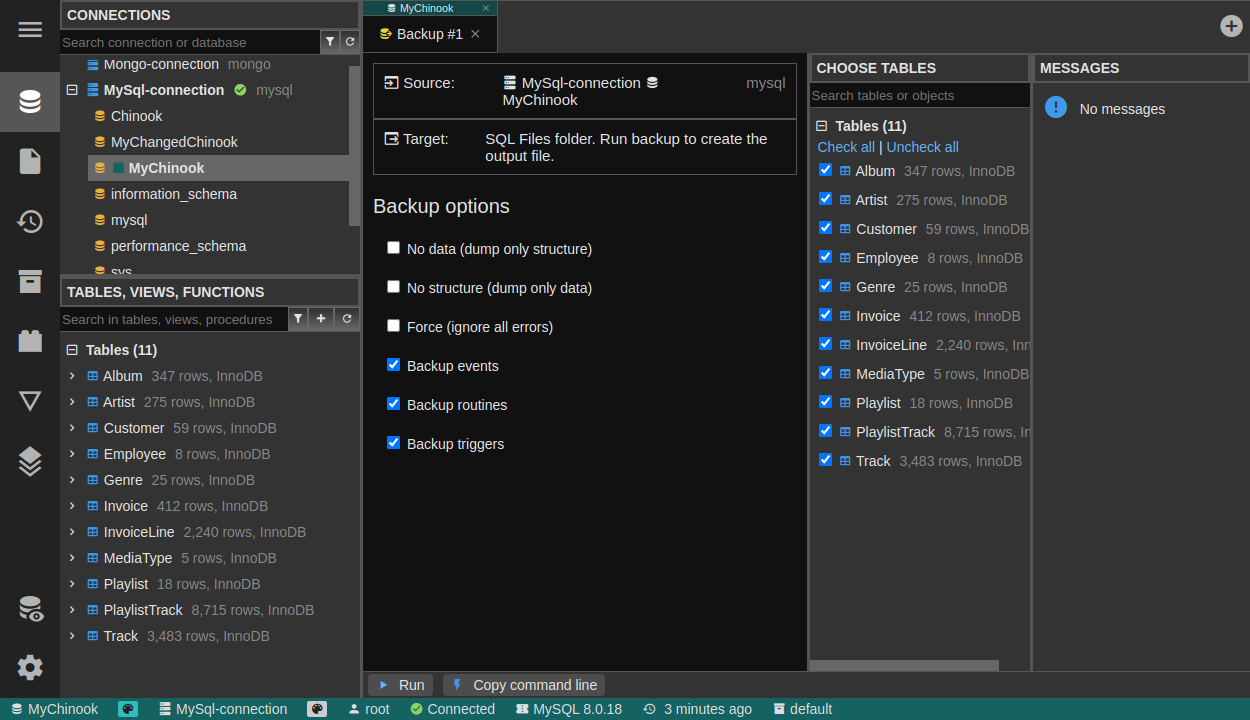 CONNECTIONS
Search connection or database
Mongo-connection mongo
MySql-connection mysql
Chinook
MyChangedChinook
MyChinook
information_schema
mysql
performance_schema
sys
TABLES, VIEWS, FUNCTIONS
Search in tables, views, procedures
Tables (11)
Album 347 rows, InnoDB
Artist 275 rows, InnoDB
Customer 59 rows, InnoDB
Employee 8 rows, InnoDB
Genre 25 rows, InnoDB
Invoice 412 rows, InnoDB
InvoiceLine 2,240 rows, InnoDB
MediaType 5 rows, InnoDB
Playlist 18 rows, InnoDB
PlaylistTrack 8,715 rows, InnoDB
Track 3,483 rows, InnoDB
MyChinook
Backup #1
Source: MySql-connection mysql
MyChinook
Target: SQL Files folder. Run backup to create the
output file.
Backup options
No data (dump only structure)
No structure (dump only data)
Force (ignore all errors)
Backup events
Backup routines
Backup triggers
Run Copy command line
CHOOSE TABLES
Search tables or objects
Tables (11)
Check all | Uncheck all
Album 347 rows, InnoDB
Artist 275 rows, InnoDB
Customer 59 rows, InnoDB
Employee 8 rows, InnoDB
Genre 25 rows, InnoDB
Invoice 412 rows, InnoDB
InvoiceLine 2,240 rows, Inn
MediaType 5 rows, InnoDB
Playlist 18 rows, InnoDB
PlaylistTrack 8,715 rows, In
Track 3,483 rows, InnoDB
MESSAGES
No messages
MyChinook MySql-connection root Connected MySQL 8.0.18 3 minutes ago default